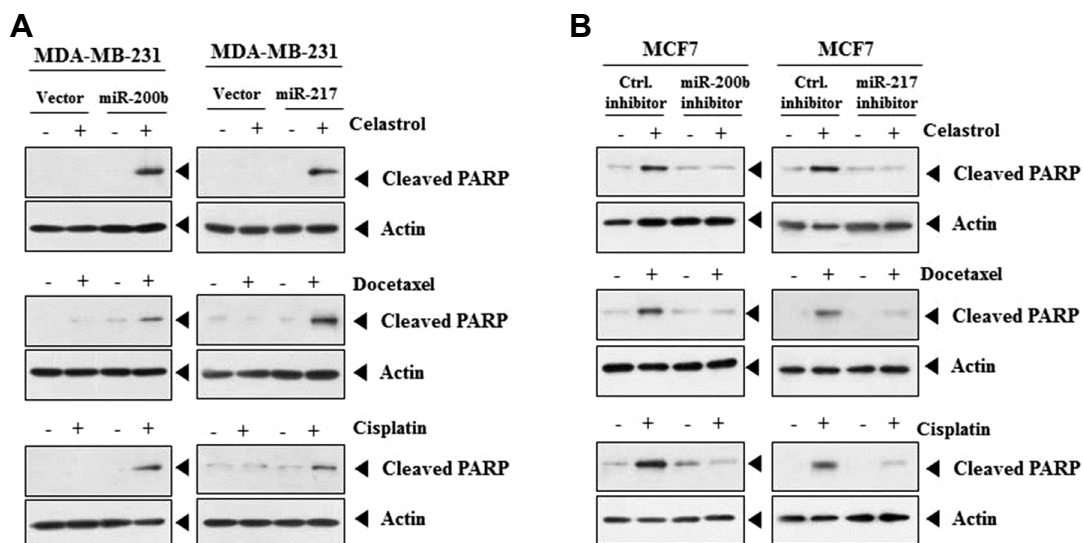 A
MDA-MB-231 MDA-MB-231
Vector miR-200b Vector miR-217
- + - + - + - + Celastrol
Cleaved PARP
Actin
- + - + - + - + Docetaxel
Cleaved PARP
Actin
- + - + - + - + Cisplatin
Cleaved PARP
Actin
B
MCF7 MCF7
Ctrl. inhibitor miR-200b inhibitor Ctrl. inhibitor miR-217 inhibitor
- + - + - + - + Celastrol
Cleaved PARP
Actin
- + - + - + - + Docetaxel
Cleaved PARP
Actin
- + - + - + - + Cisplatin
Cleaved PARP
Actin